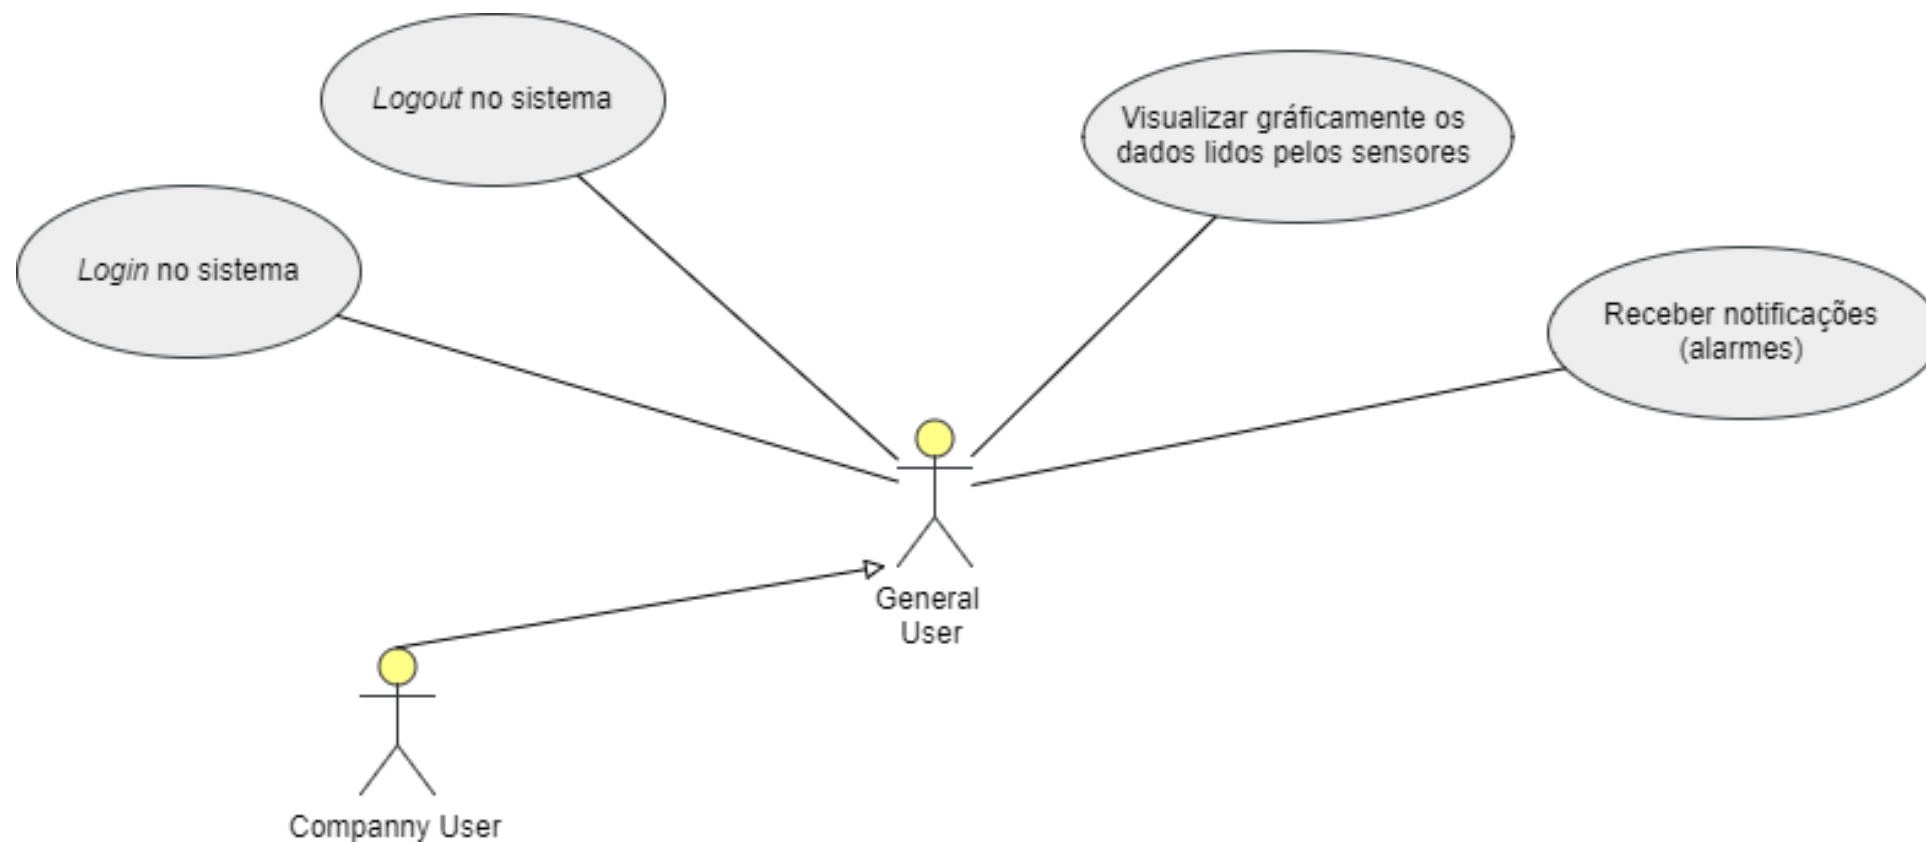 Logout no sistema
Visualizar gráficamente os
dados lidos pelos sensores
Login no sistema
Receber notificações
(alarmes)
General
User
Companny User